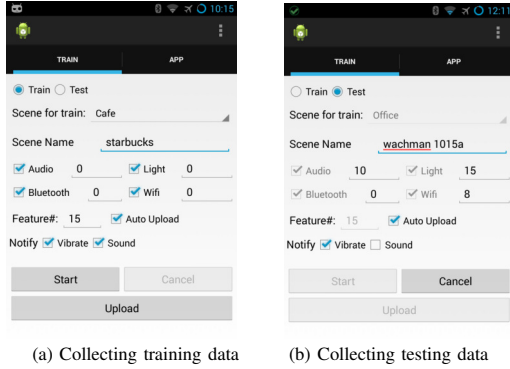 10:15
TRAIN APP
Train Test
Scene for train: Cafe
Scene Name starbucks
Audio 0 Light 0
Bluetooth 0 Wifi 0
Feature#: 15 Auto Upload
Notify Vibrate Sound
Start Cancel
Upload
(a) Collecting training data
12:11
TRAIN APP
Train Test
Scene for train: Office
Scene Name wachman 1015a
Audio 10 Light 15
Bluetooth 0 Wifi 8
Feature#: 15 Auto Upload
Notify Vibrate Sound
Start Cancel
Upload
(b) Collecting testing data